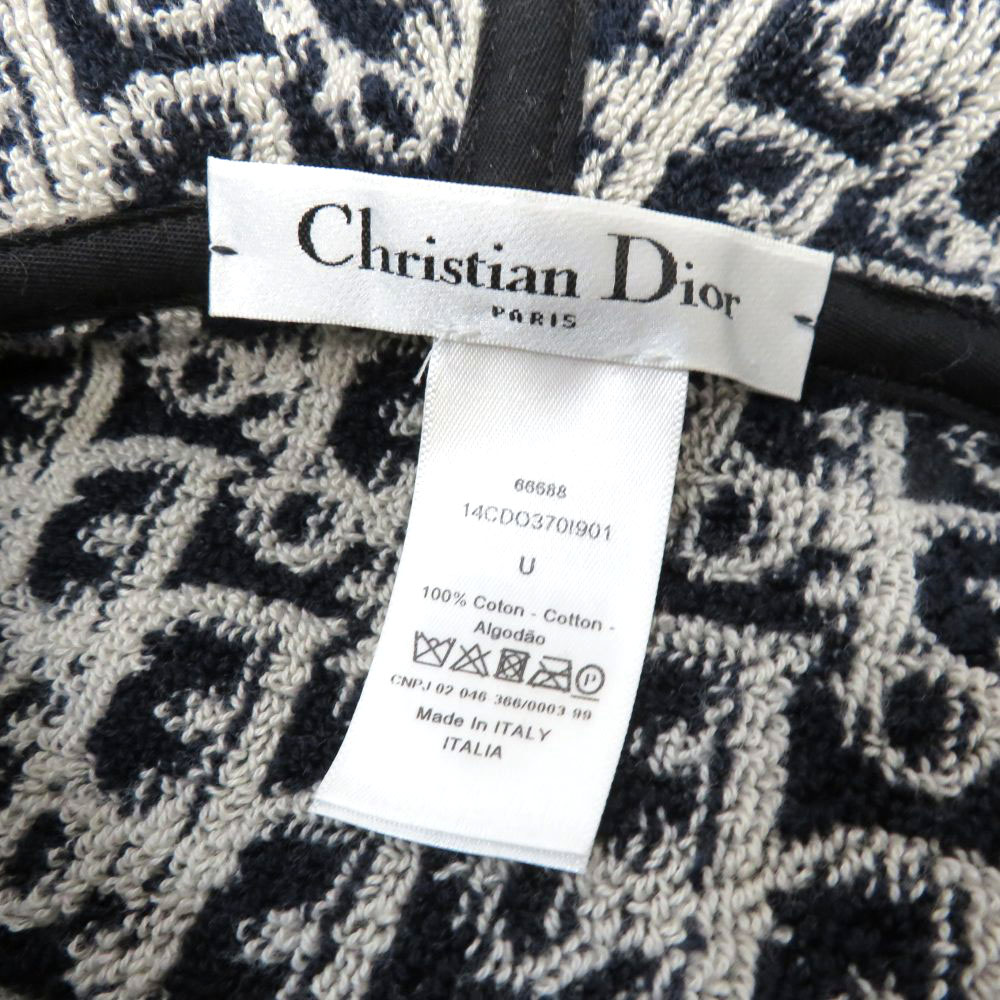 Christian Dior
PARIS
66688
14CDO370I901
U
100% Coton - Cotton -
Algodão
P
CNPJ 02 046 366/0003 99
Made In ITALY
ITALIA